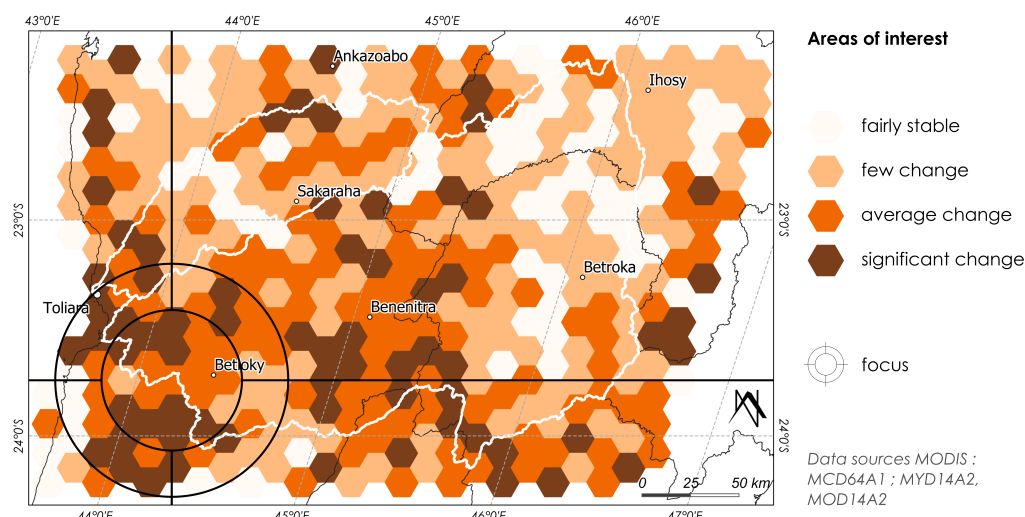 43°0'E 44°0'E 45°0'E 46°0'E
Ankazoabo
Ihosy
Sakaraha
23°0'S 23°0'S
Betroka
Toliara
Benenitra
Betioky
24°0'S 24°0'S
0 25 50 km
44°0'E 45°0'E 46°0'E 47°0'E
Areas of interest
fairly stable
few change
average change
significant change
focus
N
Data sources MODIS :
MCD64A1 ; MYD14A2,
MOD14A2